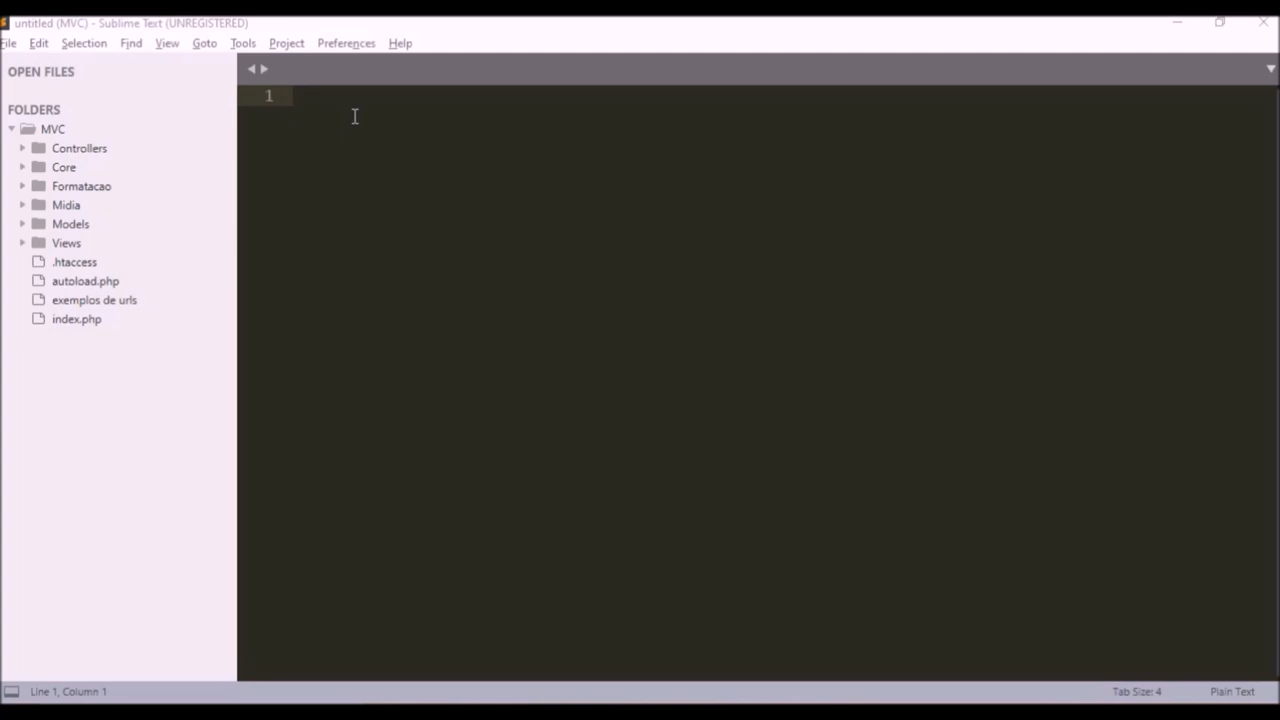 untitled (MVC) - Sublime Text (UNREGISTERED)
File Edit Selection Find View Goto Tools Project Preferences Help
OPEN FILES
1
FOLDERS
MVC
Controllers
Core
Formatacao
Midia
Models
Views
.htaccess
autoload.php
exemplos de urls
index.php
Line 1, Column 1 Tab Size: 4 Plain Text